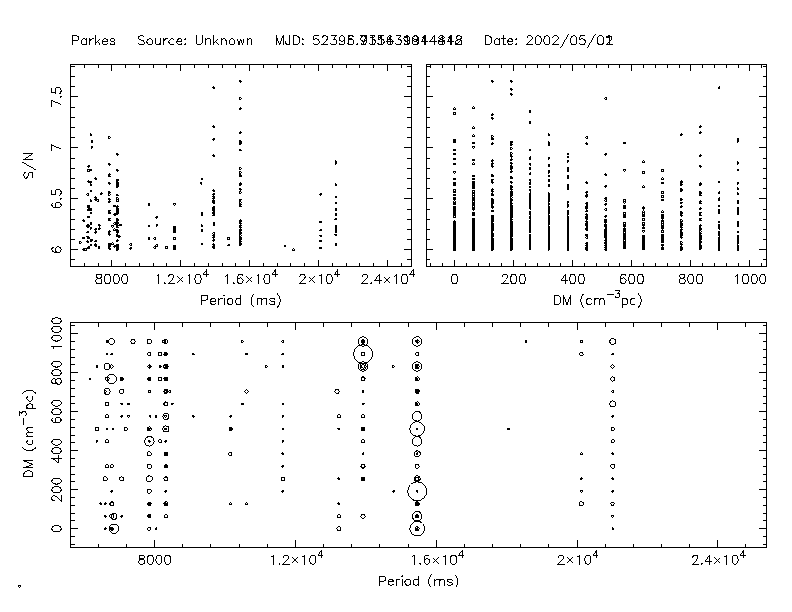 Parkes Source: Unknown MJD: Date: 2002/05/
S/N
7.5
7
6.5
6
8000 1.2×10⁴ 1.6×10⁴ 2×10⁴ 2.4×10⁴
Period (ms)
0 200 400 600 800 1000
DM (cm⁻³pc)
DM (cm⁻³pc)
1000
800
600
400
200
0
8000 1.2×10⁴ 1.6×10⁴ 2×10⁴ 2.4×10⁴
Period (ms)